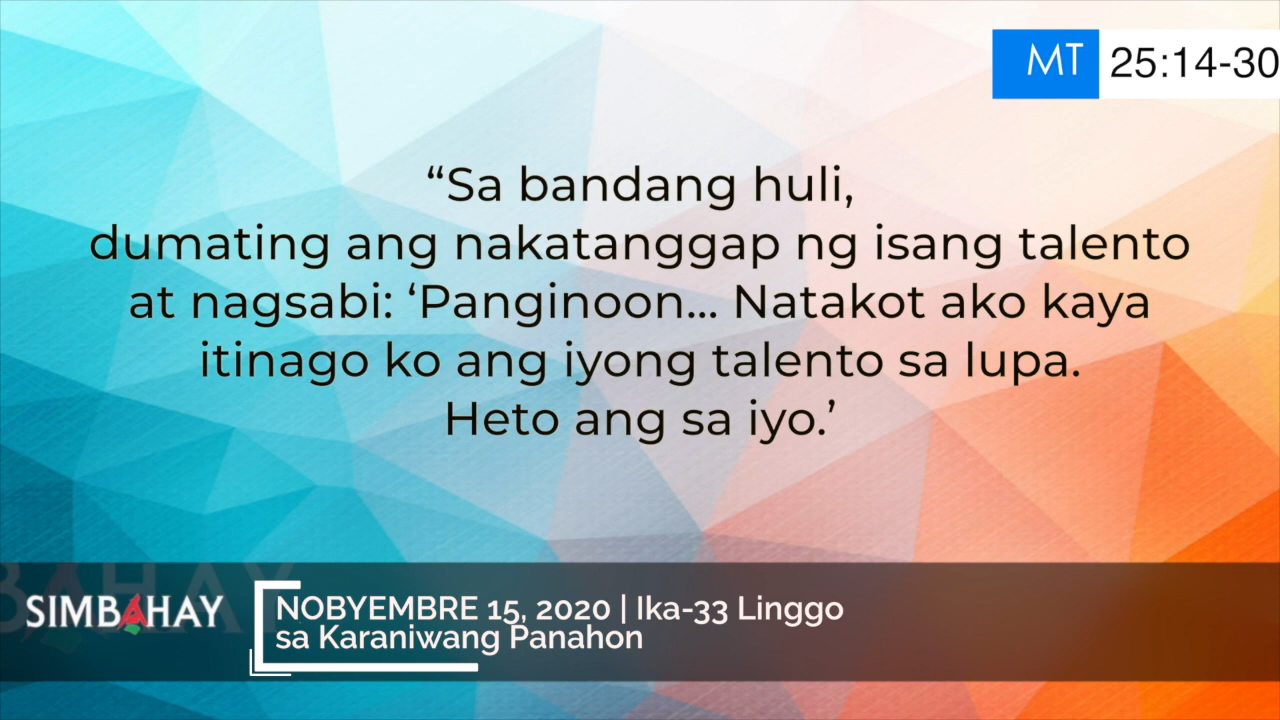 MT 25:14-30
“Sa bandang huli,
dumating ang nakatanggap ng isang talento
at nagsabi: ‘Panginoon... Natakot ako kaya
itinago ko ang iyong talento sa lupa.
Heto ang sa iyo.’
SIMBAHAY
NOBYEMBRE 15, 2020 | Ika-33 Linggo
sa Karaniwang Panahon